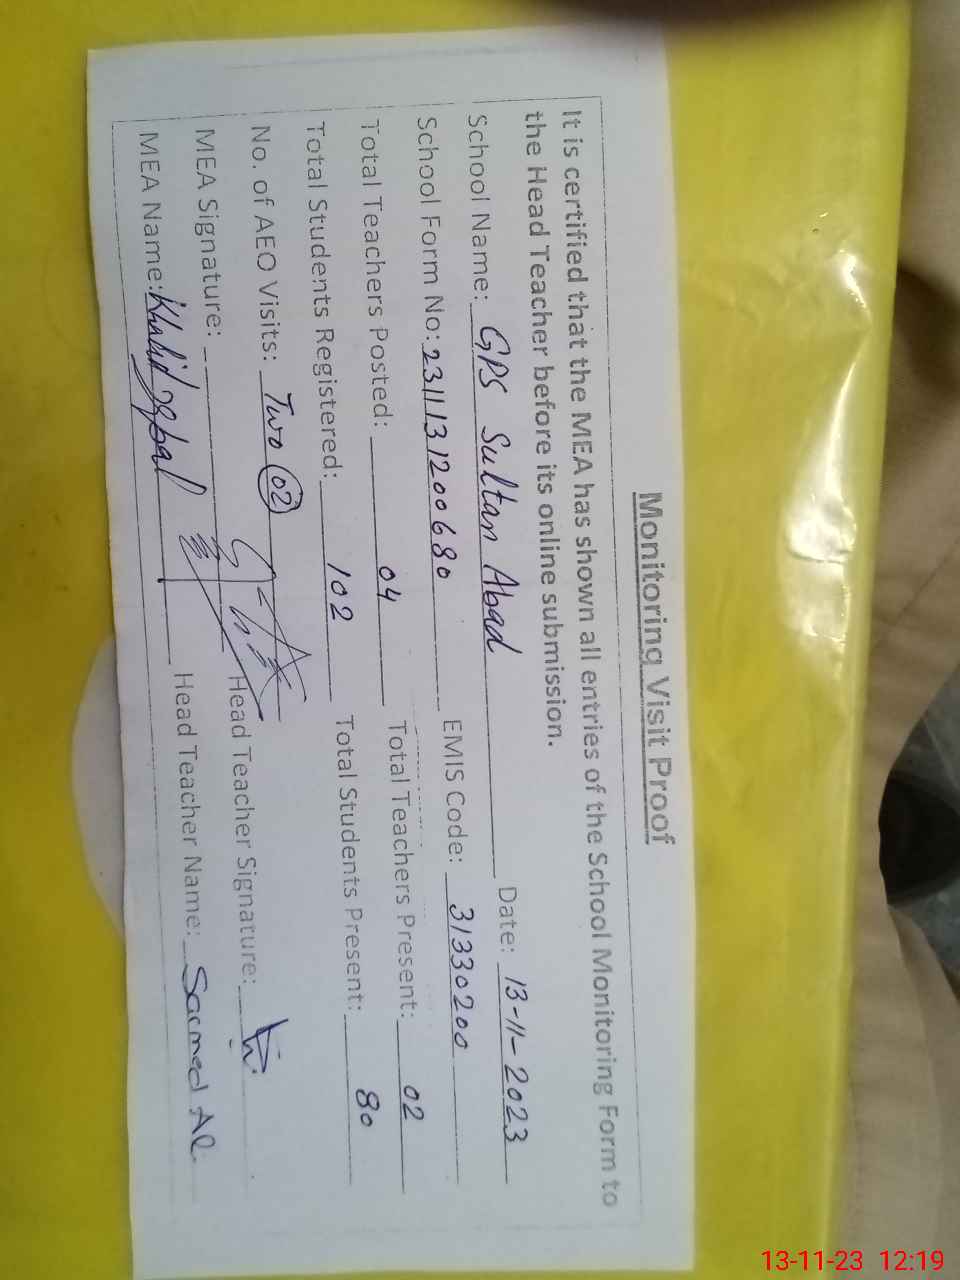 Monitoring Visit Proof
It is certified that the MEA has shown all entries of the School Monitoring Form to
the Head Teacher before its online submission.
School Name: GPS Sultan Abad Date: 13-11-2023
School Form No: 231113120068o EMIS Code: 31330200
Total Teachers Posted: 04 Total Teachers Present: 02
Total Students Registered: 102 Total Students Present: 80
No. of AEO Visits: Two (02)
MEA Signature: Head Teacher Signature:
MEA Name: Khalid Iqbal Head Teacher Name: Sarmed Al
13-11-23 12:19